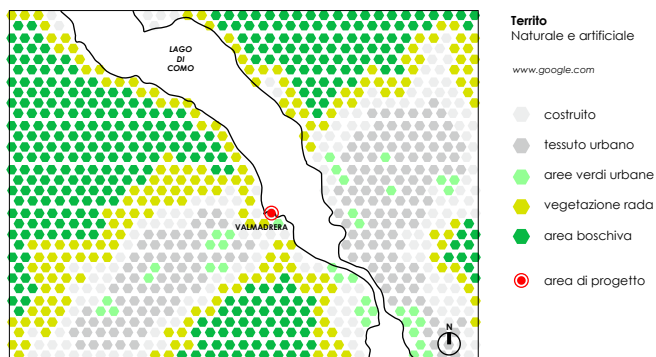 LAGO
DI
COMO
VALMADRERA
N
Territo
Naturale e artificiale
www.google.com
costruito
tessuto urbano
aree verdi urbane
vegetazione rada
area boschiva
area di progetto